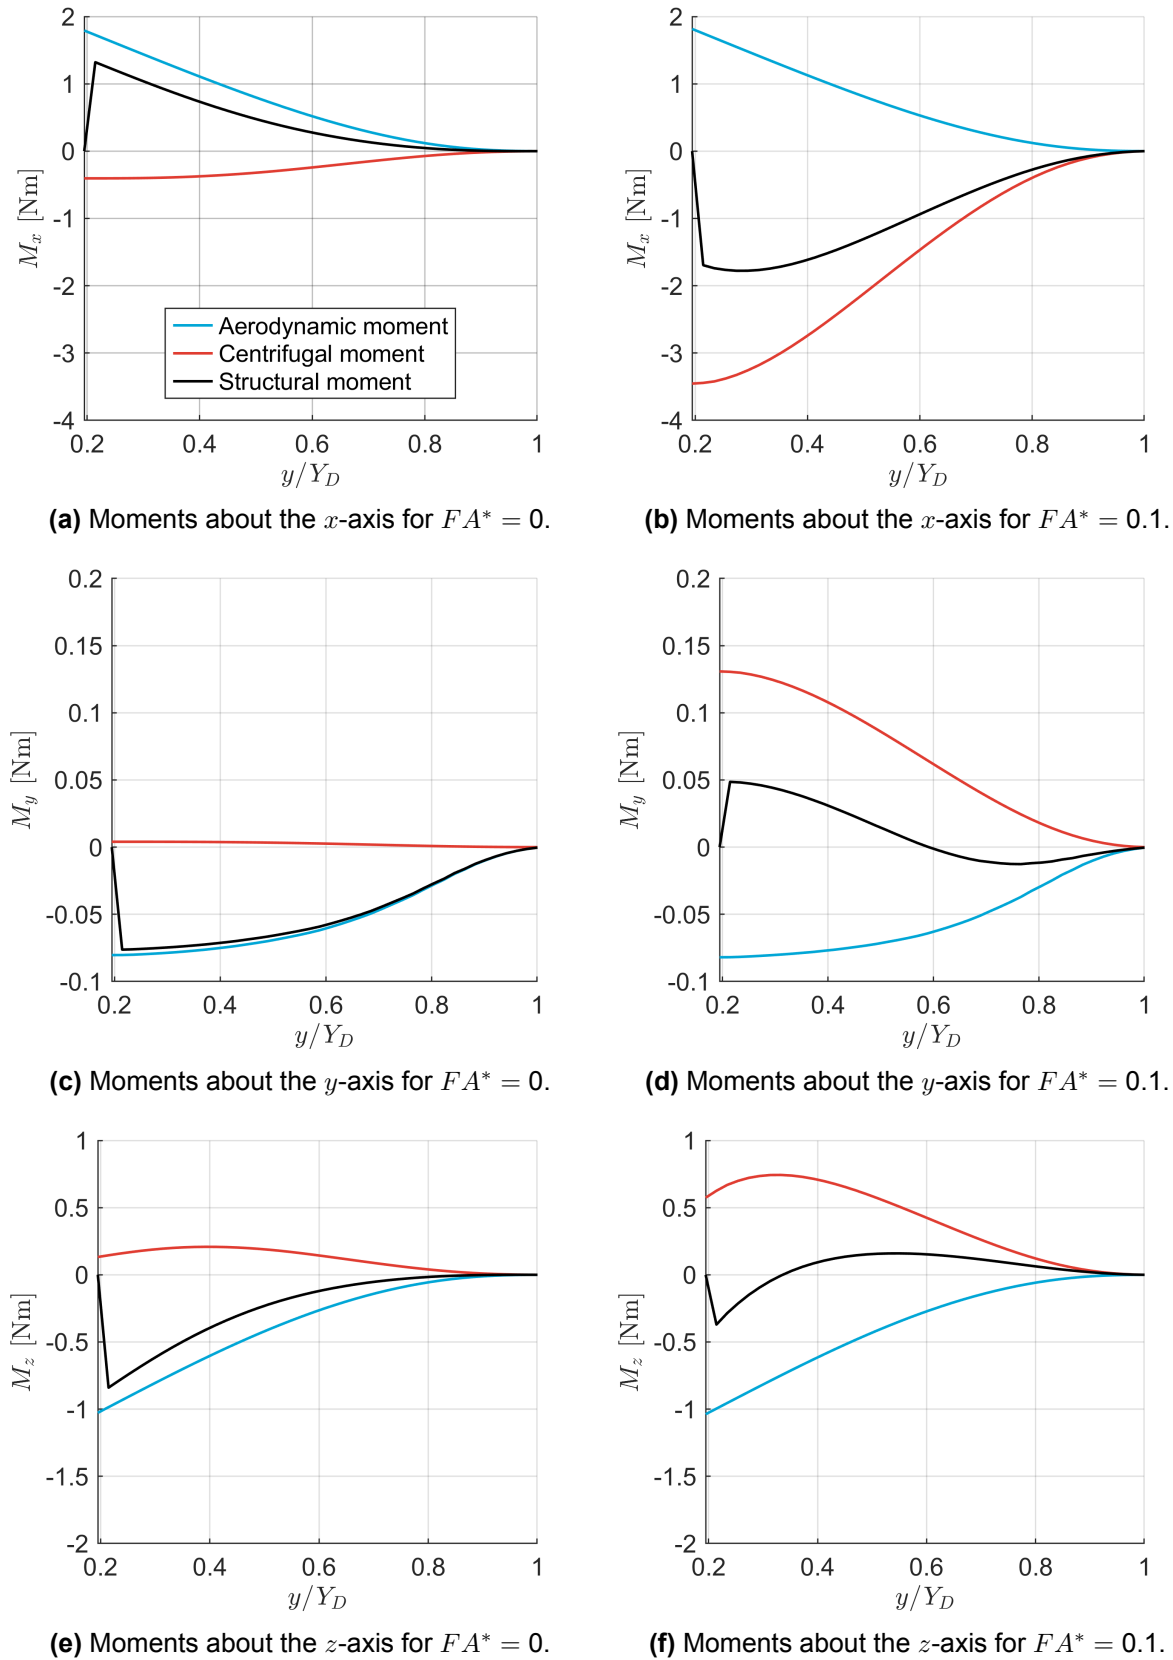 2
1
0
-1
-2
-3
-4
M_x [Nm]
Aerodynamic moment
Centrifugal moment
Structural moment
0.2 0.4 0.6 0.8 1
y/Y_D
(a) Moments about the x-axis for FA* = 0.
2
1
0
-1
-2
-3
-4
M_x [Nm]
0.2 0.4 0.6 0.8 1
y/Y_D
(b) Moments about the x-axis for FA* = 0.1.
0.2
0.15
0.1
0.05
0
-0.05
-0.1
M_y [Nm]
0.2 0.4 0.6 0.8 1
y/Y_D
(c) Moments about the y-axis for FA* = 0.
0.2
0.15
0.1
0.05
0
-0.05
-0.1
M_y [Nm]
0.2 0.4 0.6 0.8 1
y/Y_D
(d) Moments about the y-axis for FA* = 0.1.
1
0.5
0
-0.5
-1
-1.5
-2
M_z [Nm]
0.2 0.4 0.6 0.8 1
y/Y_D
(e) Moments about the z-axis for FA* = 0.
1
0.5
0
-0.5
-1
-1.5
-2
M_z [Nm]
0.2 0.4 0.6 0.8 1
y/Y_D
(f) Moments about the z-axis for FA* = 0.1.